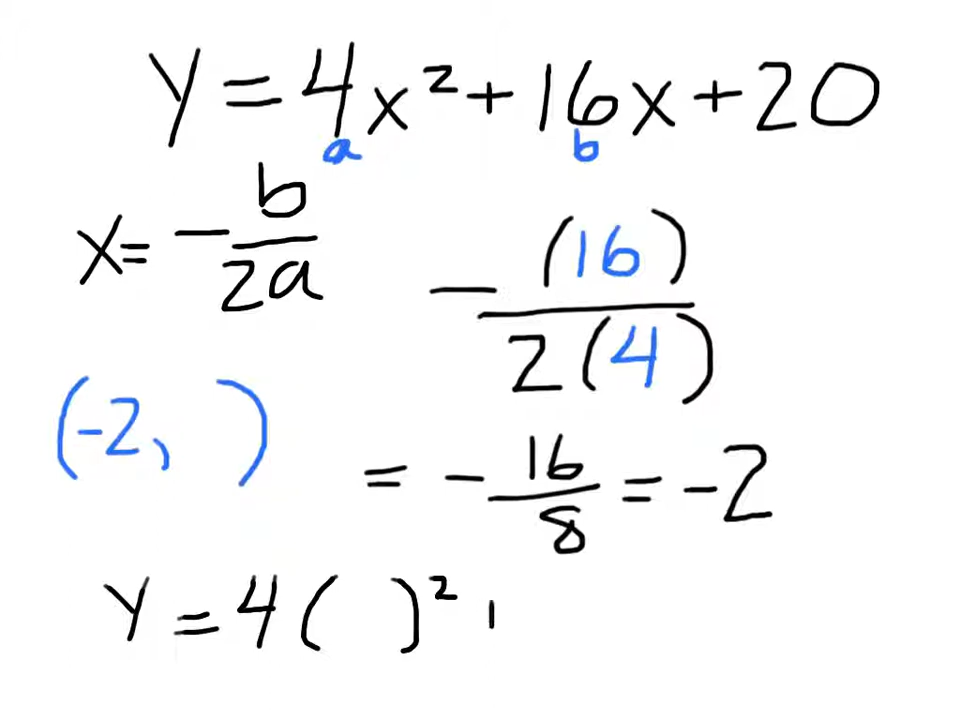 y = 4x² + 16x + 20
a b
x = - b/2a
- (16)/2(4)
(-2, )
= - 16/8 = -2
y = 4( )² ı